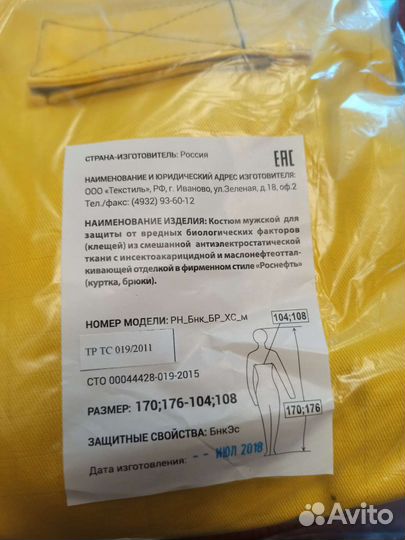 СТРАНА-ИЗГОТОВИТЕЛЬ: Россия
EAC
НАИМЕНОВАНИЕ И ЮРИДИЧЕСКИЙ АДРЕС ИЗГОТОВИТЕЛЯ:
ООО «Текстиль», РФ, г. Иваново, ул.Зеленая, д.18, оф.2
Тел./факс: (4932) 93-60-12
НАИМЕНОВАНИЕ ИЗДЕЛИЯ: Костюм мужской для
защиты от вредных биологических факторов
(клещей) из смешанной антиэлектростатической
ткани с инсектоакарицидной и маслонефтеоттал-
кивающей отделкой в фирменном стиле «Роснефть»
(куртка, брюки).
НОМЕР МОДЕЛИ: РН_Бнк_БР_ХС_м
104;108
ТР ТС 019/2011
СТО 00044428-019-2015
РАЗМЕР: 170;176-104;108
170;176
ЗАЩИТНЫЕ СВОЙСТВА: БнкЭс
Дата изготовления: - - ИЮЛ 2018
Avito